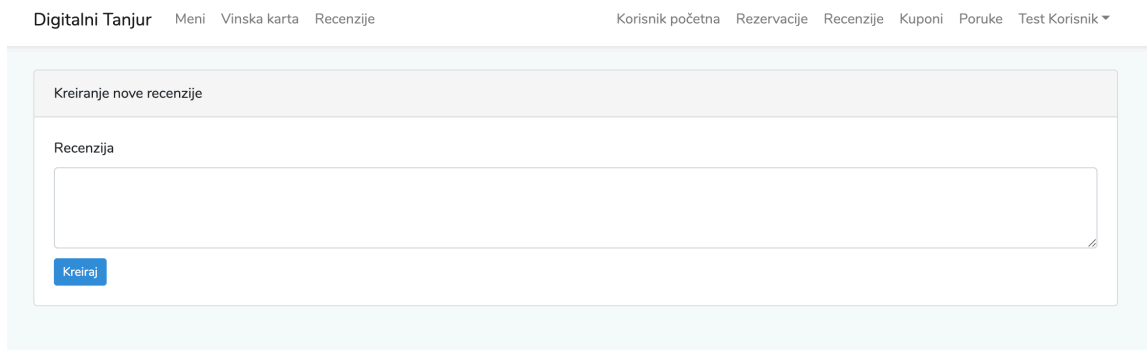 Digitalni Tanjur Meni Vinska karta Recenzije Korisnik početna Rezervacije Recenzije Kuponi Poruke Test Korisnik
Kreiranje nove recenzije
Recenzija
Kreiraj